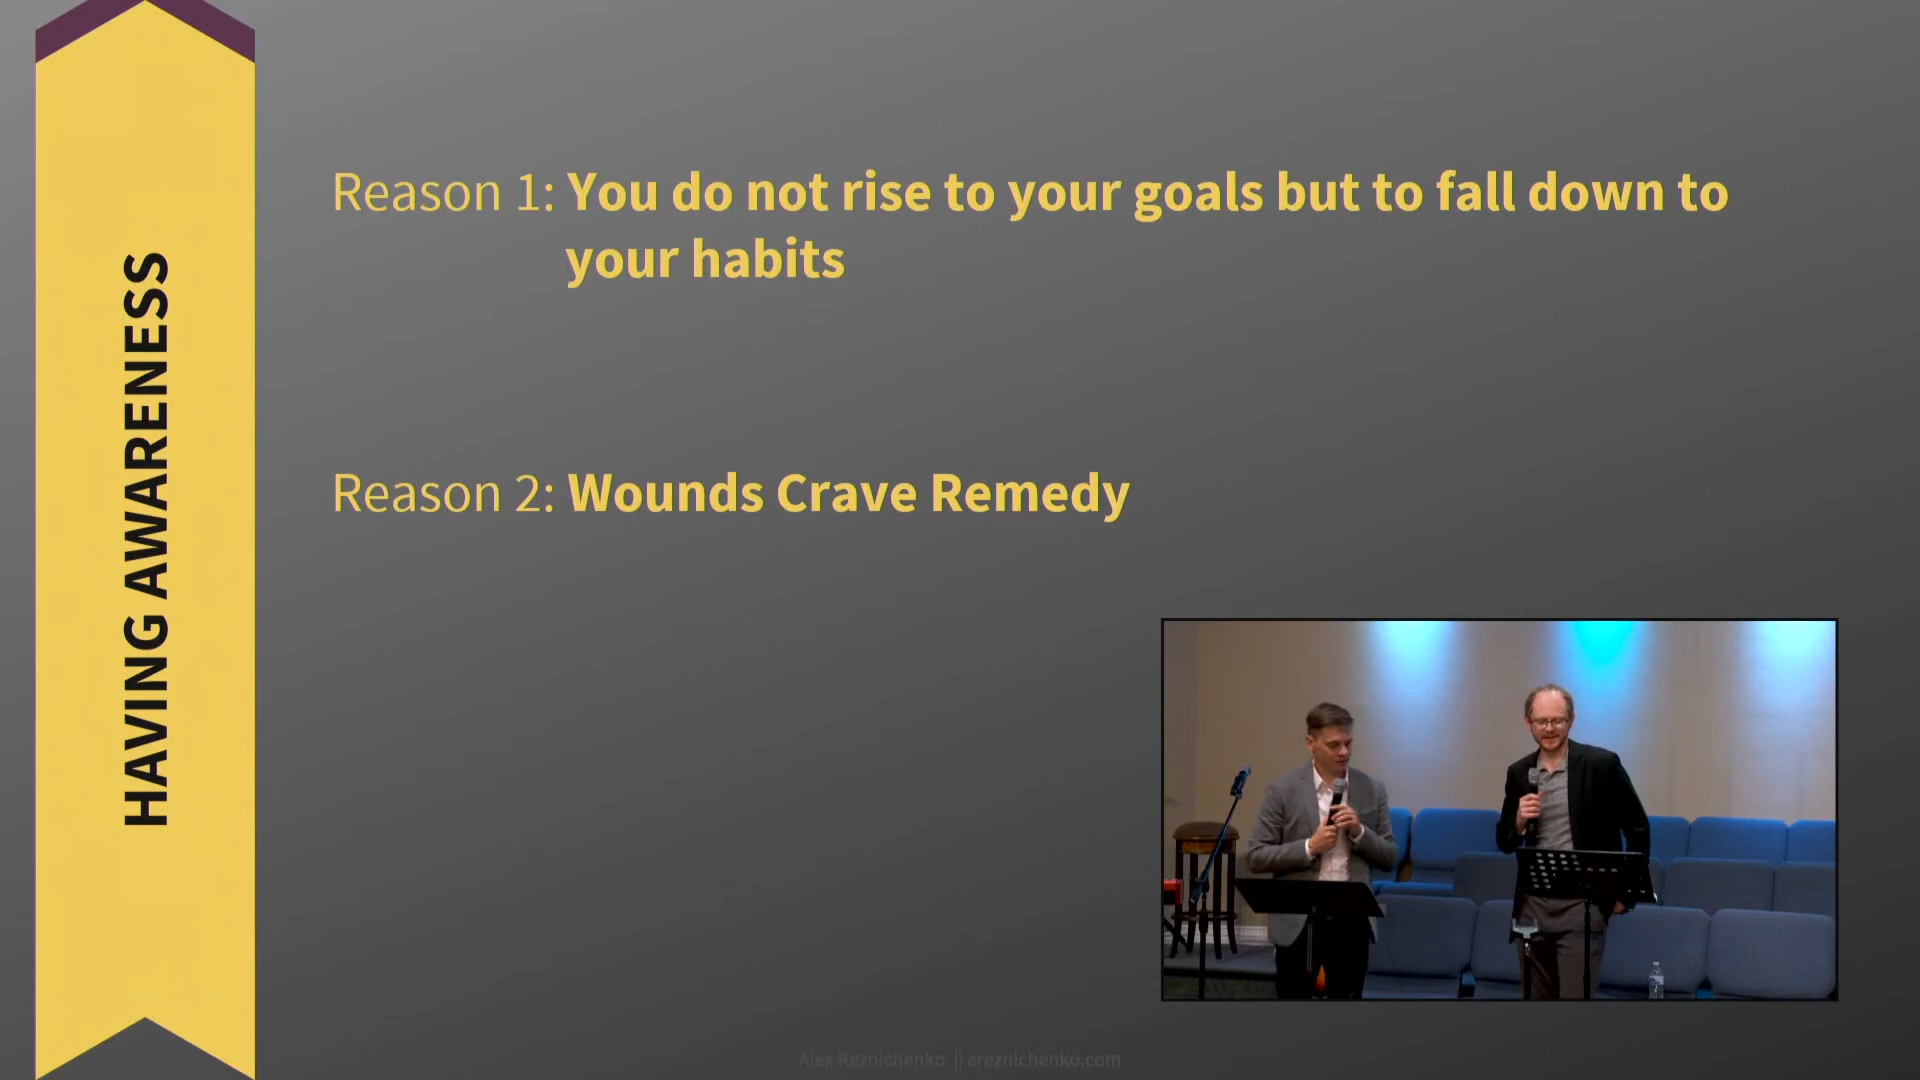 HAVING AWARENESS
Reason 1: You do not rise to your goals but to fall down to
your habits
Reason 2: Wounds Crave Remedy
Alex Reznichenko || areznichenko.com